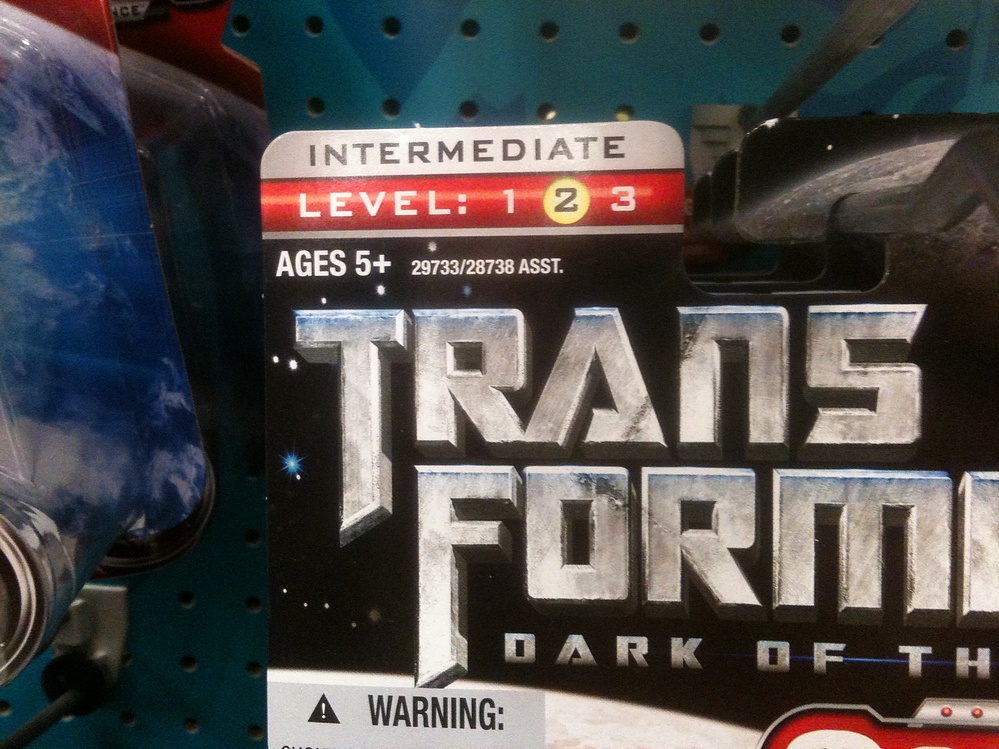 INTERMEDIATE
LEVEL: 1 2 3
AGES 5+ 29733/28738 ASST.
TRANS
FORM
DARK OF TH
WARNING: